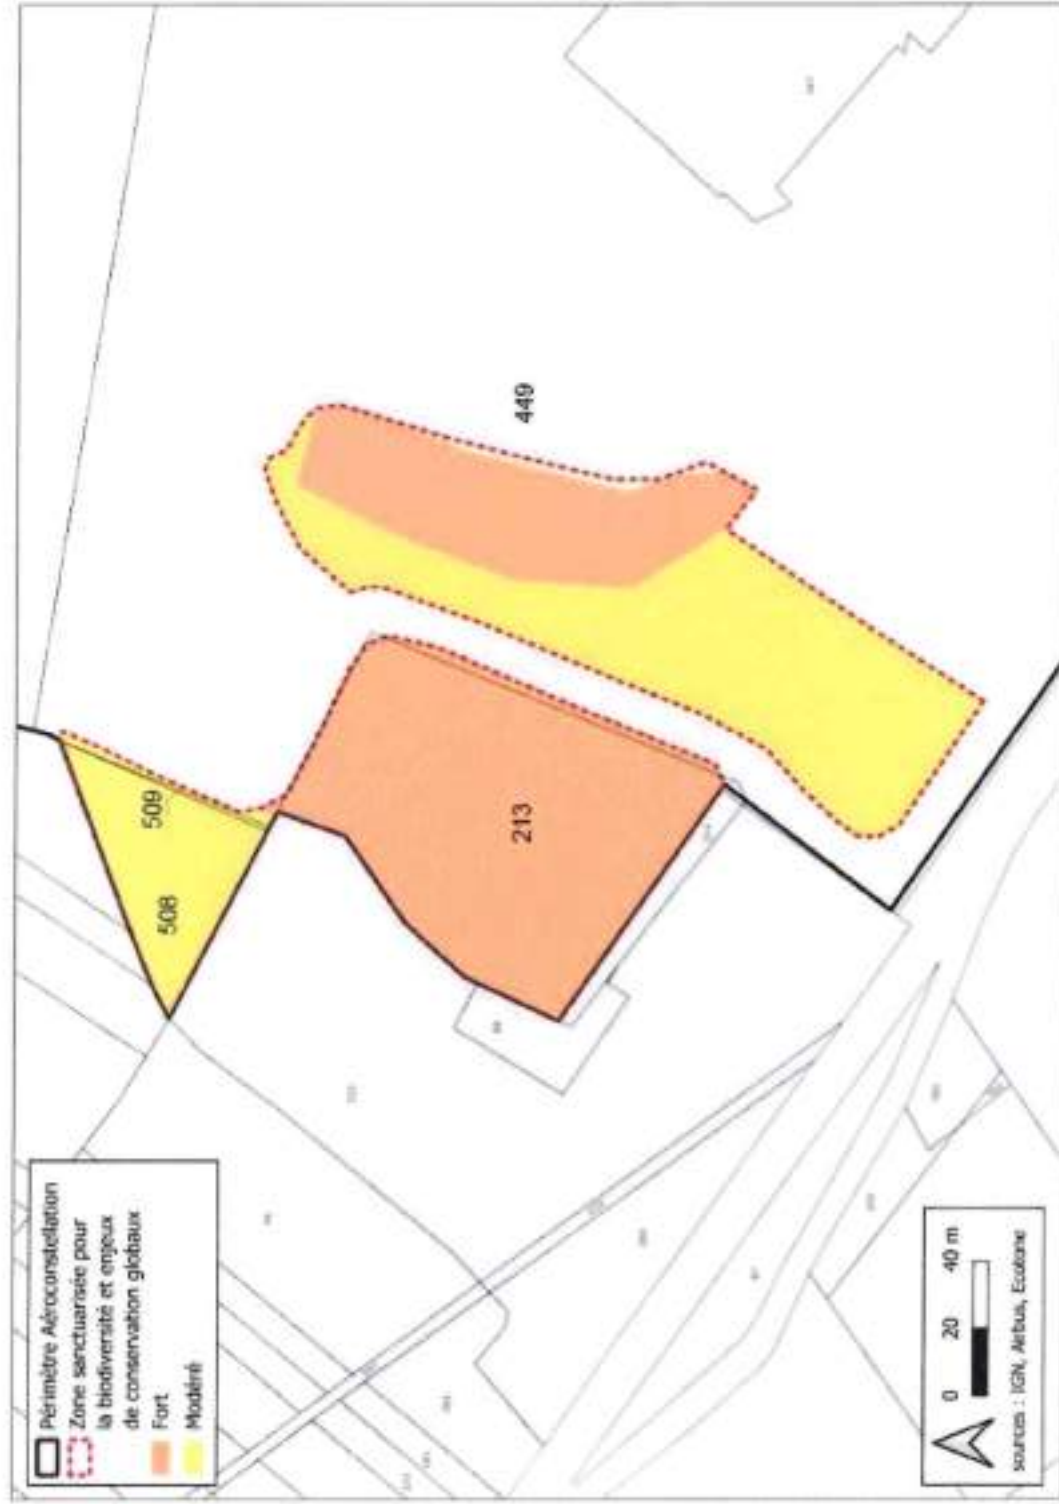 Périmètre Aéroconstellation
Zone sanctuarisée pour
la biodiversité et enjeux
de conservation globaux
Fort
Modéré
508
509
213
449
0 20 40 m
sources : IGN, Airbus, Ecotone